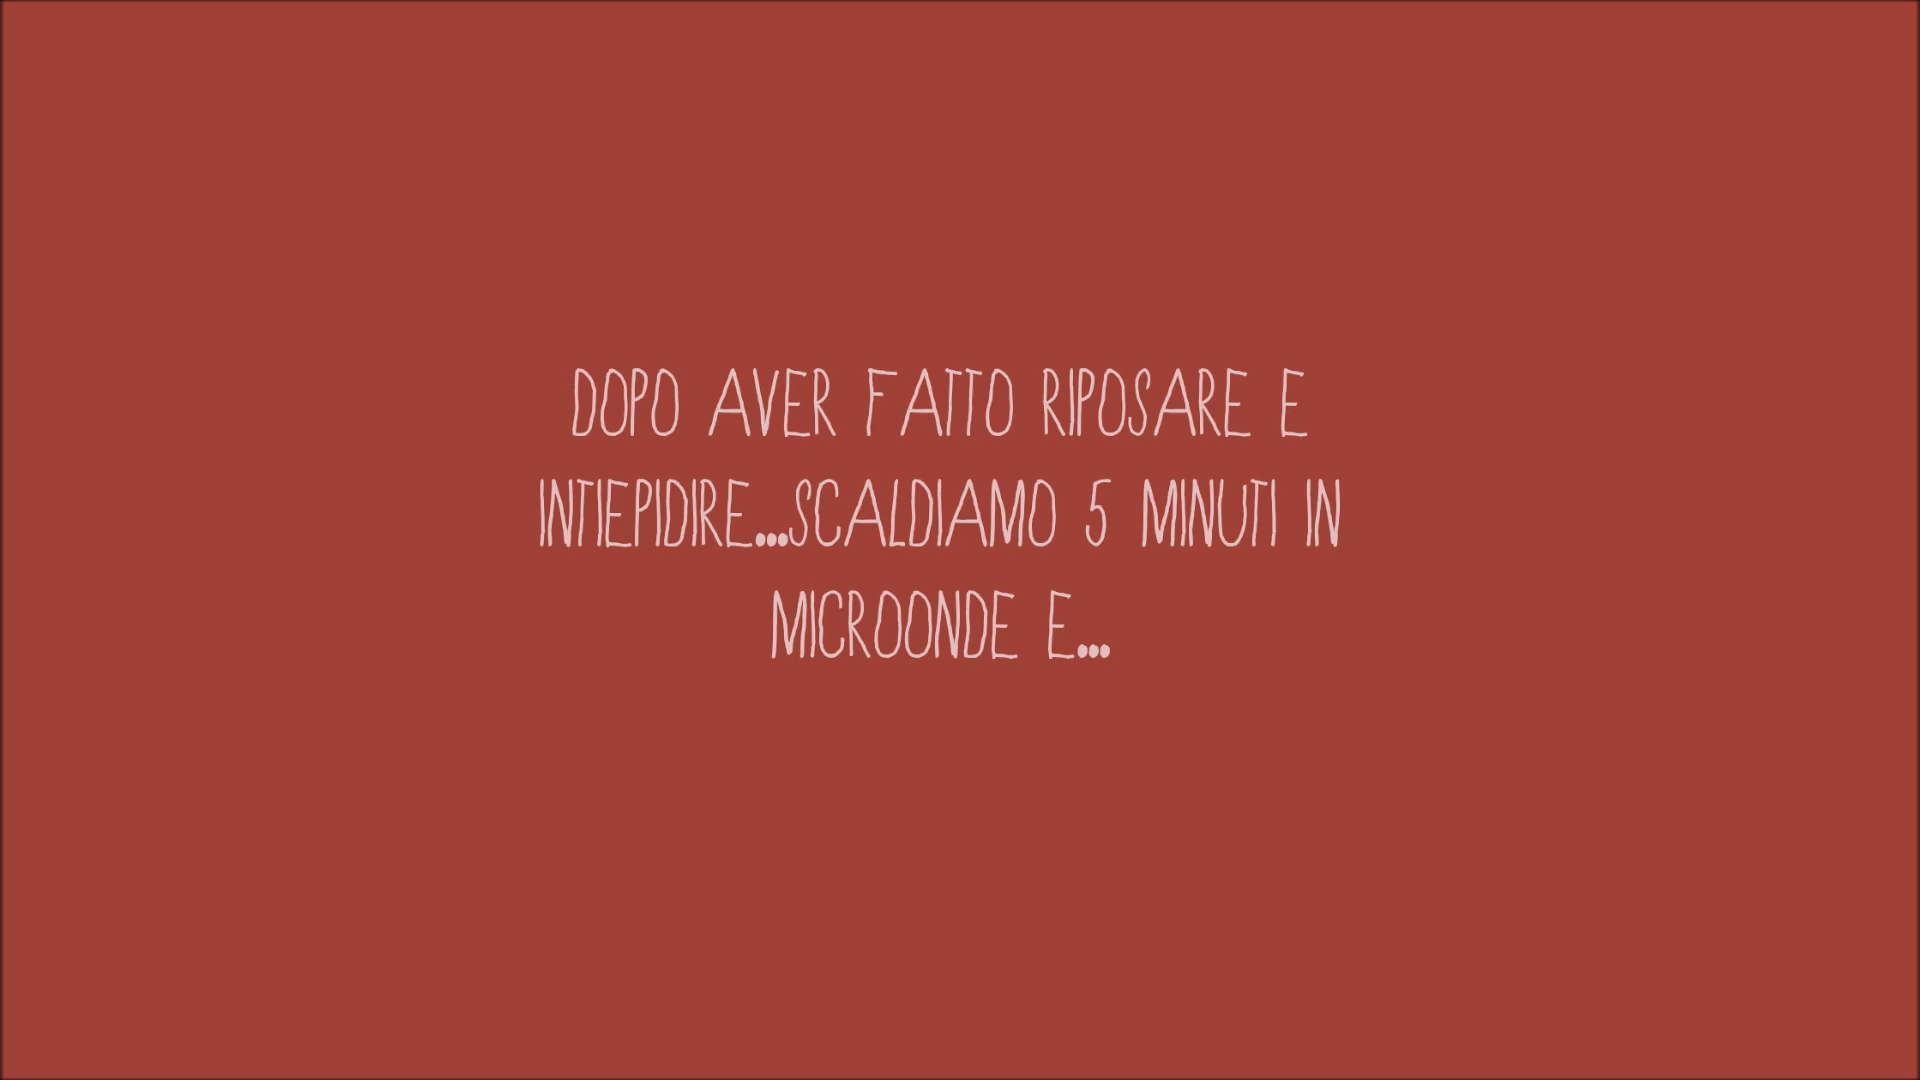 DOPO AVER FATTO RIPOSARE E
INTIEPIDIRE...SCALDIAMO 5 MINUTI IN
MICROONDE E...